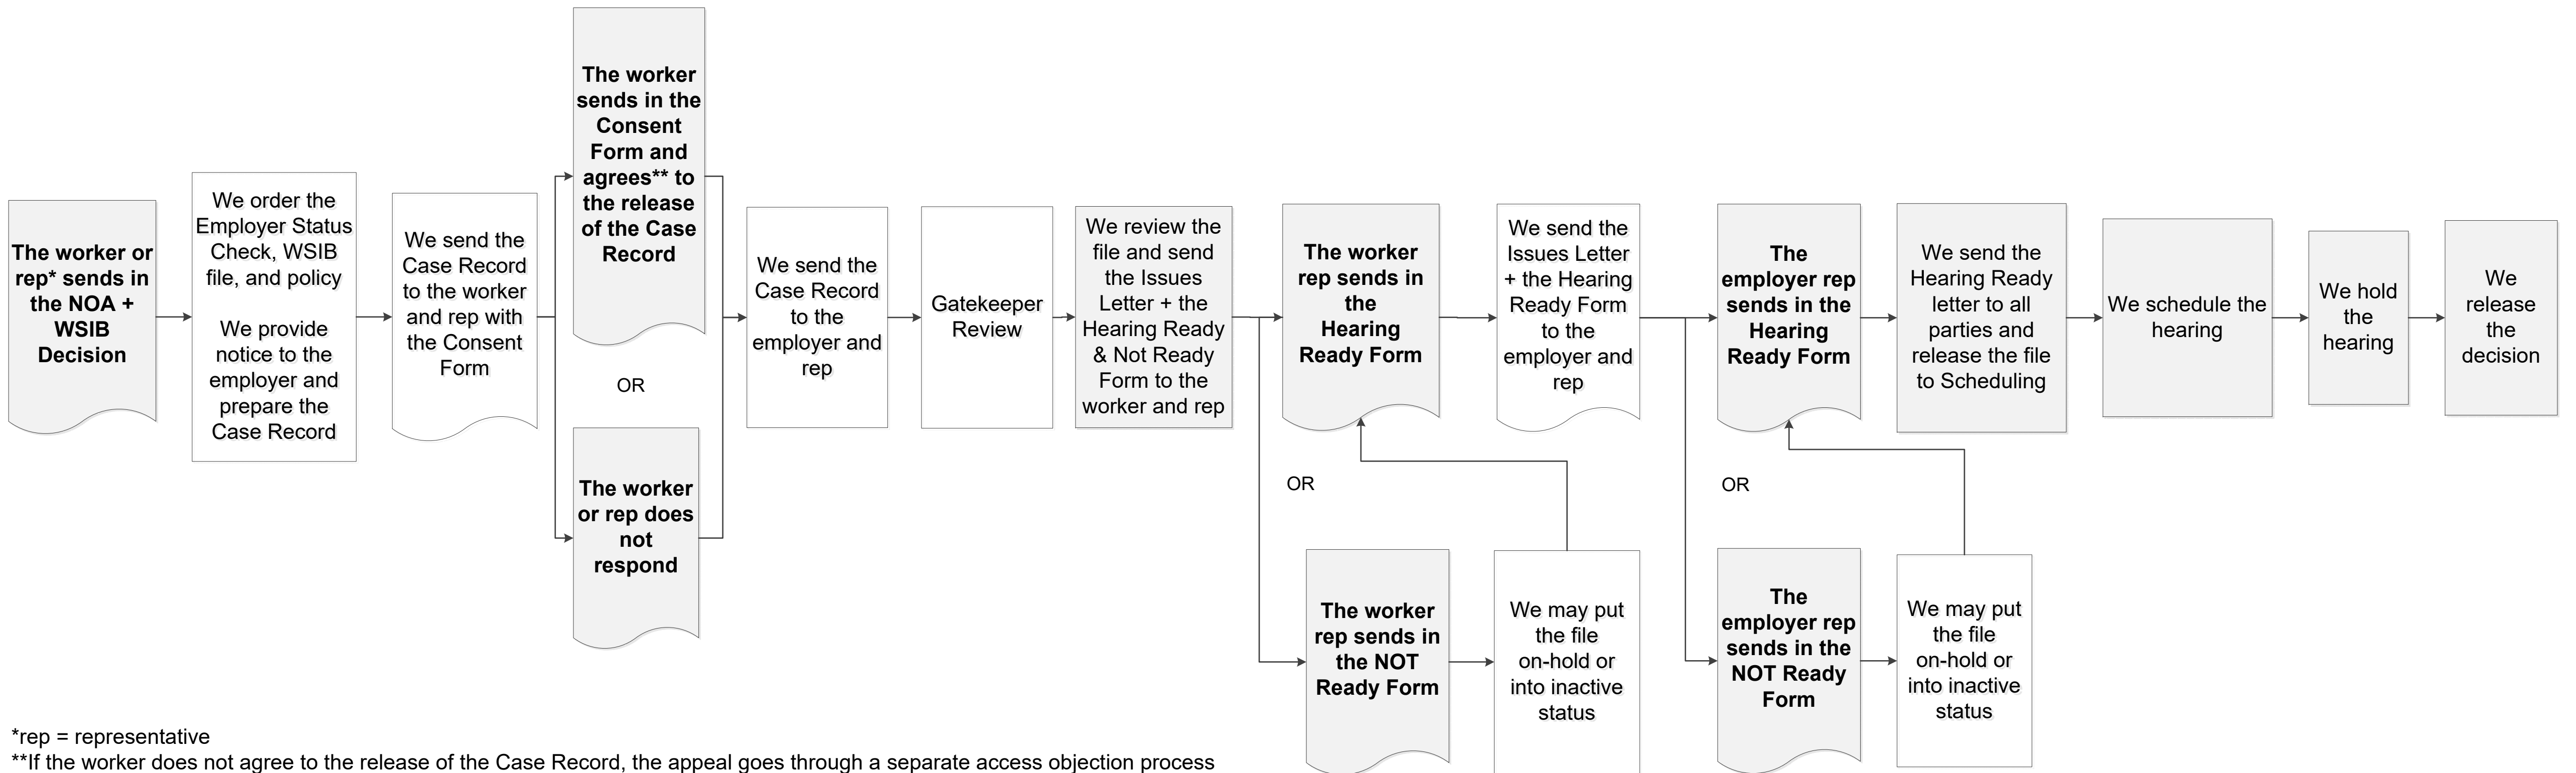 The worker or
rep* sends in
the NOA +
WSIB
Decision
We order the
Employer Status
Check, WSIB
file, and policy
We provide
notice to the
employer and
prepare the
Case Record
We send the
Case Record
to the worker
and rep with
the Consent
Form
The worker
sends in the
Consent
Form and
agrees** to
the release
of the Case
Record
OR
The worker
or rep does
not
respond
We send the
Case Record
to the
employer and
rep
Gatekeeper
Review
We review the
file and send
the Issues
Letter + the
Hearing Ready
& Not Ready
Form to the
worker and rep
The worker
rep sends in
the
Hearing
Ready Form
OR
The worker
rep sends in
the NOT
Ready Form
We may put
the file
on-hold or
into inactive
status
We send the
Issues Letter
+ the Hearing
Ready Form
to the
employer and
rep
The
employer rep
sends in the
Hearing
Ready Form
OR
The
employer rep
sends in the
NOT Ready
Form
We may put
the file
on-hold or
into inactive
status
We send the
Hearing Ready
letter to all
parties and
release the file
to Scheduling
We schedule the
hearing
We hold
the
hearing
We
release
the
decision
*rep = representative
**If the worker does not agree to the release of the Case Record, the appeal goes through a separate access objection process